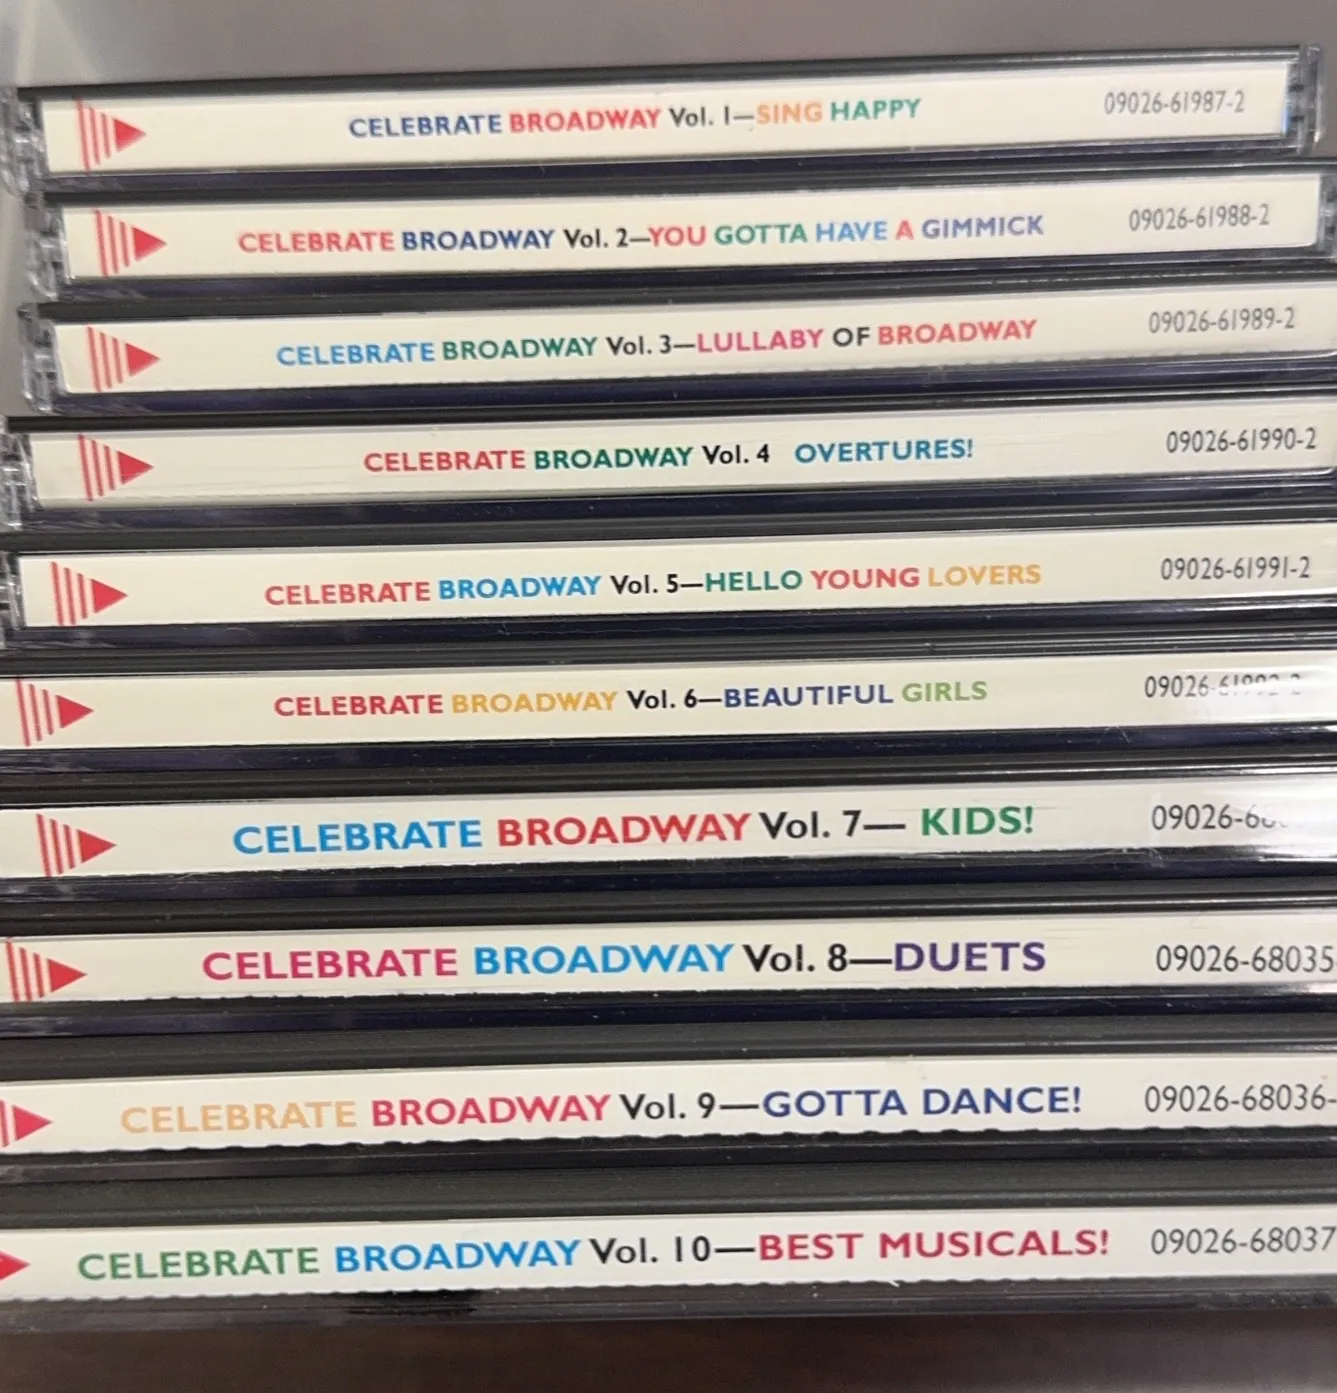 CELEBRATE BROADWAY Vol. 1—SING HAPPY 09026-61987-2
CELEBRATE BROADWAY Vol. 2—YOU GOTTA HAVE A GIMMICK 09026-61988-2
CELEBRATE BROADWAY Vol. 3—LULLABY OF BROADWAY 09026-61989-2
CELEBRATE BROADWAY Vol. 4 OVERTURES! 09026-61990-2
CELEBRATE BROADWAY Vol. 5—HELLO YOUNG LOVERS 09026-61991-2
CELEBRATE BROADWAY Vol. 6—BEAUTIFUL GIRLS
CELEBRATE BROADWAY Vol. 7— KIDS!
CELEBRATE BROADWAY Vol. 8—DUETS 09026-68035
CELEBRATE BROADWAY Vol. 9—GOTTA DANCE! 09026-68036-
CELEBRATE BROADWAY Vol. 10—BEST MUSICALS! 09026-68037